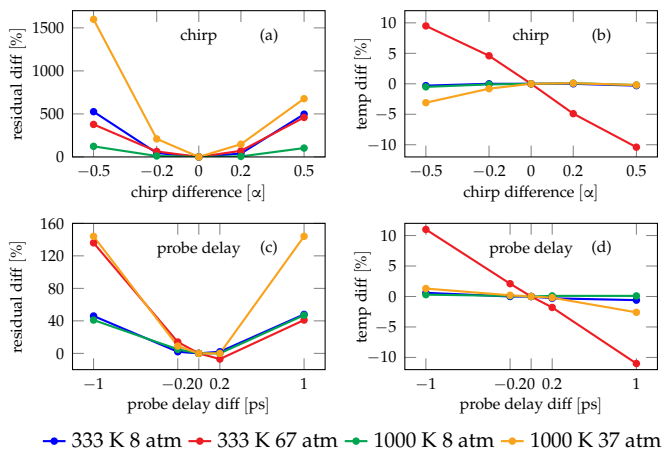 1500
1000
500
0
residual diff [%]
chirp
(a)
−0.5
−0.2
0
0.2
0.5
chirp difference [α]
10
5
0
−5
−10
temp diff [%]
chirp
(b)
−0.5
−0.2
0
0.2
0.5
chirp difference [α]
160
120
80
40
0
residual diff [%]
probe delay
(c)
−1
−0.2
0
0.2
1
probe delay diff [ps]
10
5
0
−5
−10
temp diff [%]
probe delay
(d)
−1
−0.2
0
0.2
1
probe delay diff [ps]
333 K 8 atm 333 K 67 atm 1000 K 8 atm 1000 K 37 atm